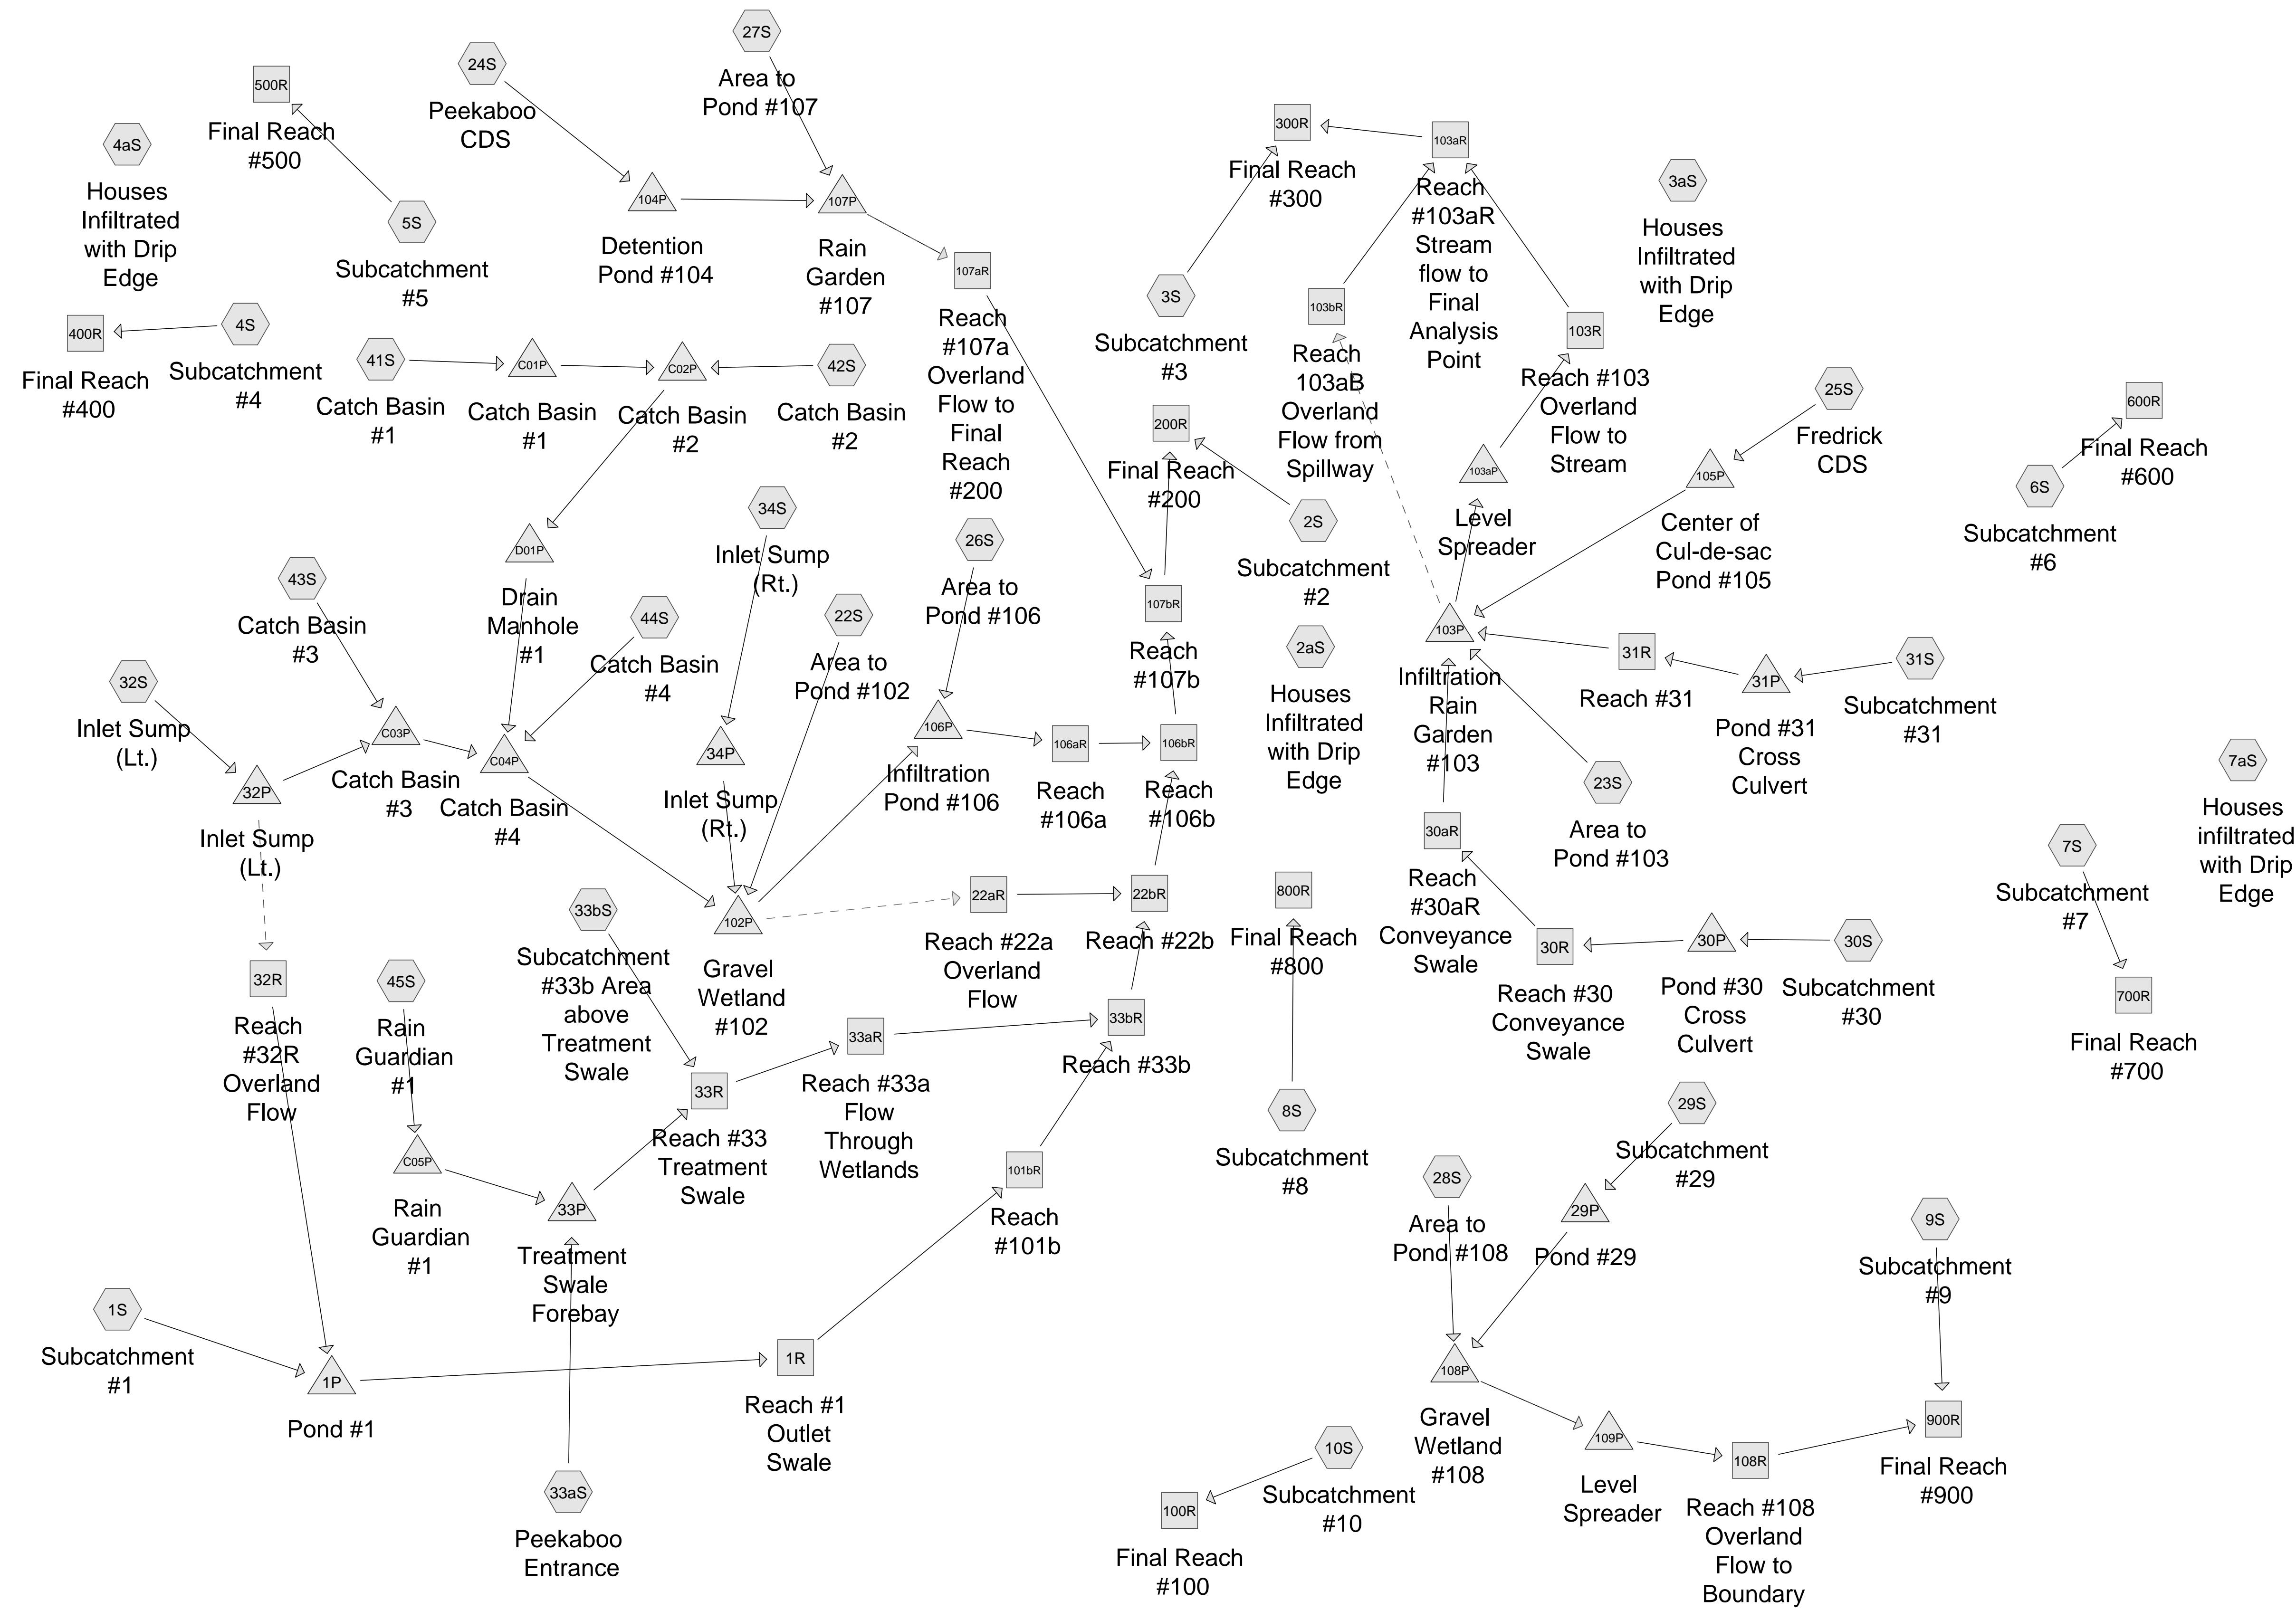 27S
Area to
Pond #107
24S
Peekaboo
CDS
500R
Final Reach
#500
4aS
Houses
Infiltrated
with Drip
Edge
5S
Subcatchment
#5
104P
Detention
Pond #104
107P
Rain
Garden
#107
107aR
Reach
#107a
Overland
Flow to
Final
Reach
#200
400R
Final Reach
#400
4S
Subcatchment
#4
41S
Catch Basin
#1
C01P
Catch Basin
#1
C02P
Catch Basin
#2
42S
Catch Basin
#2
300R
Final Reach
#300
103aR
Reach
#103aR
Stream
flow to
Final
Analysis
Point
3aS
Houses
Infiltrated
with Drip
Edge
3S
Subcatchment
#3
103bR
Reach
103aB
Overland
Flow from
Spillway
103R
Reach #103
Overland
Flow to
Stream
200R
Final Reach
#200
25S
Fredrick
CDS
600R
Final Reach
#600
103aP
Level
Spreader
105P
Center of
Cul-de-sac
Pond #105
6S
Subcatchment
#6
2S
Subcatchment
#2
34S
Inlet Sump
(Rt.)
26S
Area to
Pond #106
D01P
Drain
Manhole
#1
43S
Catch Basin
#3
44S
Catch Basin
#4
22S
Area to
Pond #102
107bR
Reach
#107b
2aS
Houses
Infiltrated
with Drip
Edge
103P
Infiltration
Rain
Garden
#103
31R
Reach #31
31P
Pond #31
Cross
Culvert
31S
Subcatchment
#31
32S
Inlet Sump
(Lt.)
32P
Inlet Sump
(Lt.)
C03P
Catch Basin
#3
C04P
Catch Basin
#4
34P
Inlet Sump
(Rt.)
106P
Infiltration
Pond #106
106aR
Reach
#106a
106bR
Reach
#106b
23S
Area to
Pond #103
7aS
Houses
infiltrated
with Drip
Edge
30aR
Reach
#30aR
Conveyance
Swale
7S
Subcatchment
#7
33bS
Subcatchment
#33b Area
above
Treatment
Swale
102P
Gravel
Wetland
#102
22aR
Reach #22a
Overland
Flow
22bR
Reach #22b
800R
Final Reach
#800
30R
Reach #30
Conveyance
Swale
30P
Pond #30
Cross
Culvert
30S
Subcatchment
#30
700R
Final Reach
#700
32R
Reach
#32R
Overland
Flow
45S
Rain
Guardian
#1
33aR
Reach #33a
Flow
Through
Wetlands
33bR
Reach #33b
33R
Reach #33
Treatment
Swale
8S
Subcatchment
#8
29S
Subcatchment
#29
C05P
Rain
Guardian
#1
33P
Treatment
Swale
Forebay
101bR
Reach
#101b
28S
Area to
Pond #108
29P
Pond #29
9S
Subcatchment
#9
1S
Subcatchment
#1
1P
Pond #1
1R
Reach #1
Outlet
Swale
108P
Gravel
Wetland
#108
109P
Level
Spreader
108R
Reach #108
Overland
Flow to
Boundary
900R
Final Reach
#900
33aS
Peekaboo
Entrance
10S
Subcatchment
#10
100R
Final Reach
#100